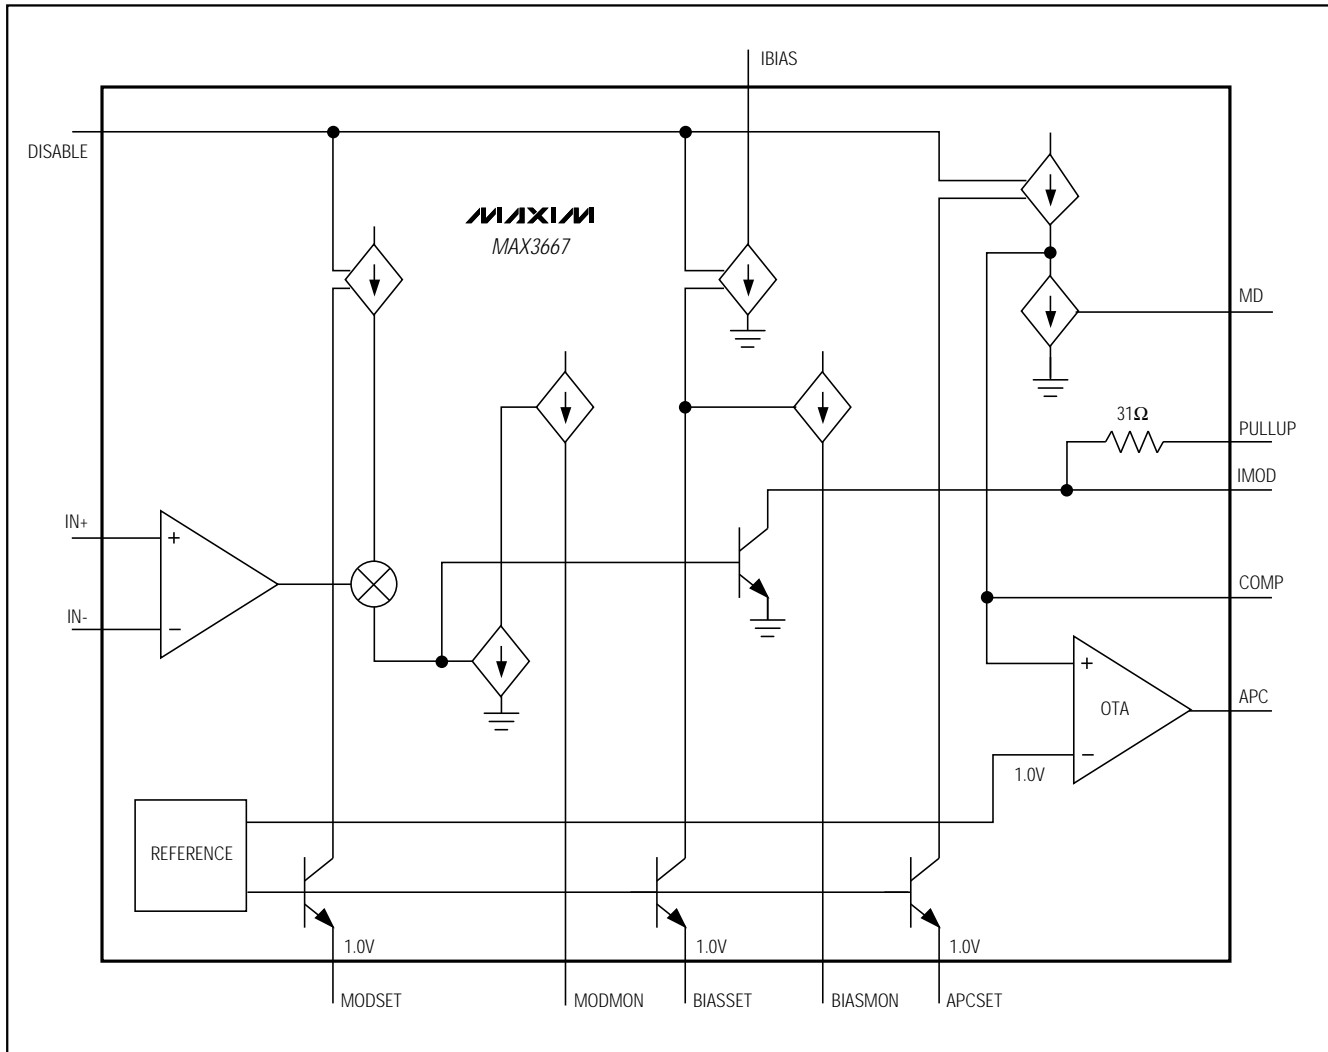 IBIAS
DISABLE
MAXIM
MAX3667
MD
31Ω
PULLUP
IMOD
IN+
+
IN-
−
COMP
+
OTA
APC
−
1.0V
REFERENCE
1.0V
1.0V
1.0V
MODSET
MODMON
BIASSET
BIASMON
APCSET